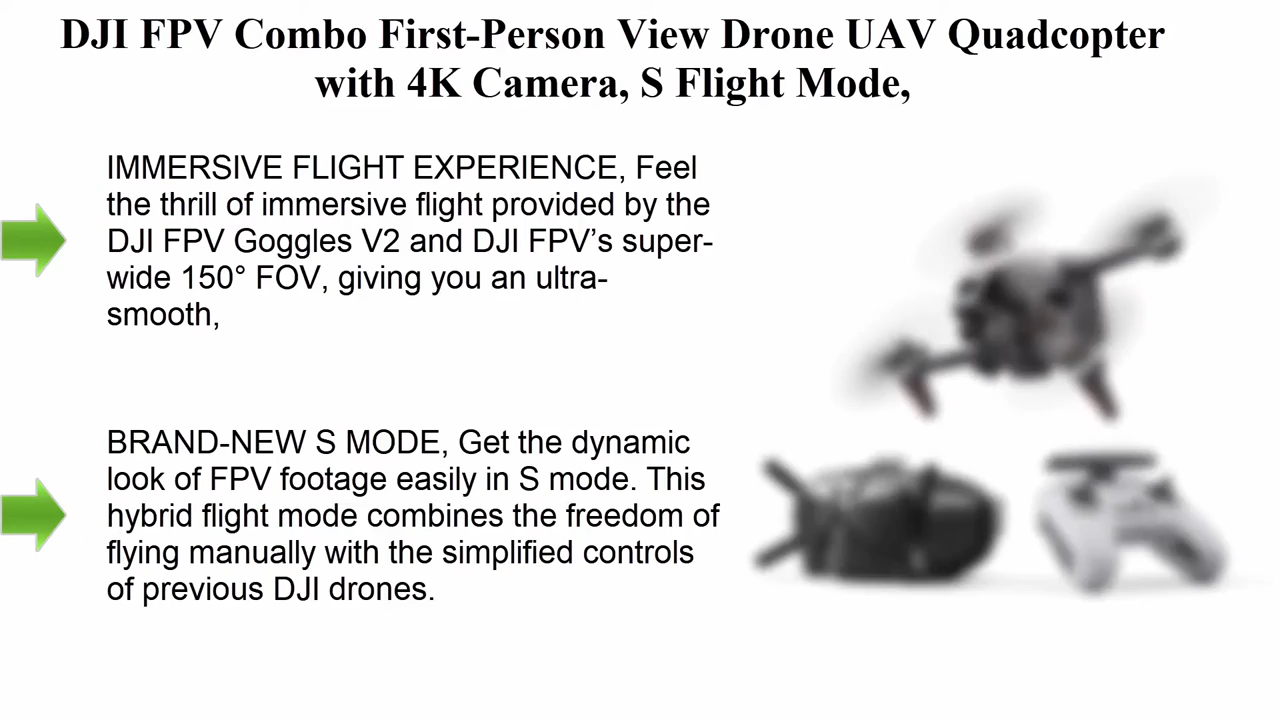 DJI FPV Combo First-Person View Drone UAV Quadcopter
with 4K Camera, S Flight Mode,
IMMERSIVE FLIGHT EXPERIENCE, Feel
the thrill of immersive flight provided by the
DJI FPV Goggles V2 and DJI FPV’s super-
wide 150° FOV, giving you an ultra-
smooth,
BRAND-NEW S MODE, Get the dynamic
look of FPV footage easily in S mode. This
hybrid flight mode combines the freedom of
flying manually with the simplified controls
of previous DJI drones.